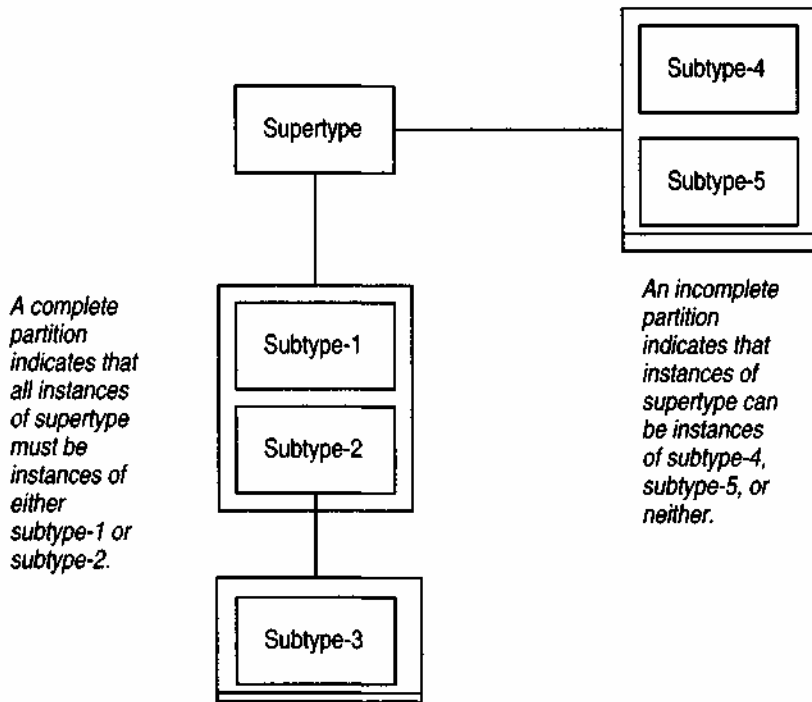 Subtype-4
Supertype
Subtype-5
A complete
partition
indicates that
all instances
of supertype
must be
instances of
either
subtype-1 or
subtype-2.
Subtype-1
Subtype-2
Subtype-3
An incomplete
partition
indicates that
instances of
supertype can
be instances
of subtype-4,
subtype-5, or
neither.